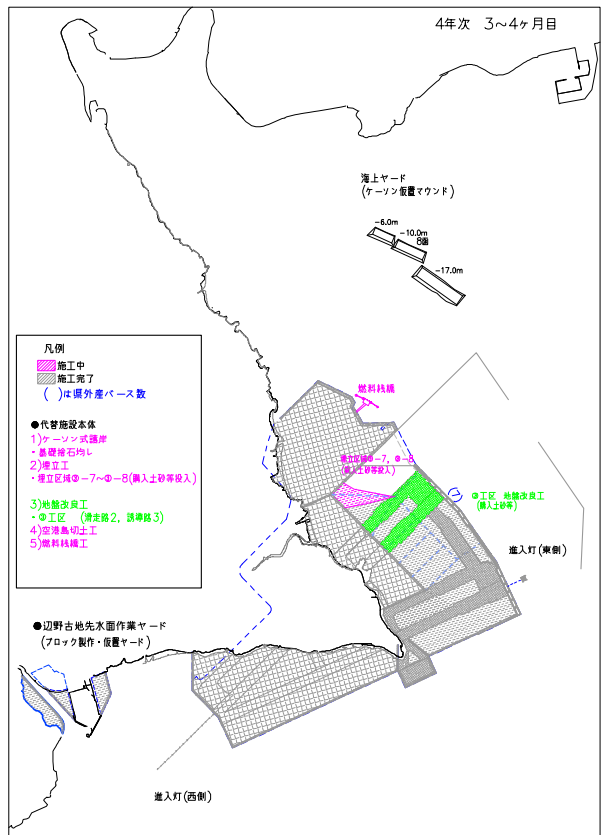 4年次 3～4ヶ月目
海上ヤード
(ケーソン仮置マウンド)
-6.0m
-10.0m
8函
-17.0m
凡例
施工中
施工完了
( )は県外産バース数
●代替施設本体
1)ケーソン式護岸
・基礎捨石均し
2)埋立工
・埋立区域②-7～②-8(購入土砂等投入)
3)地盤改良工
・②工区 (滑走路2, 誘導路3)
4)空港島切土工
5)燃料桟橋工
燃料桟橋
埋立区域②-7, ②-8
(購入土砂等投入)
(7)
②工区 地盤改良工
(購入土砂等)
進入灯(東側)
●辺野古地先水面作業ヤード
(ブロック製作・仮置ヤード)
進入灯(西側)